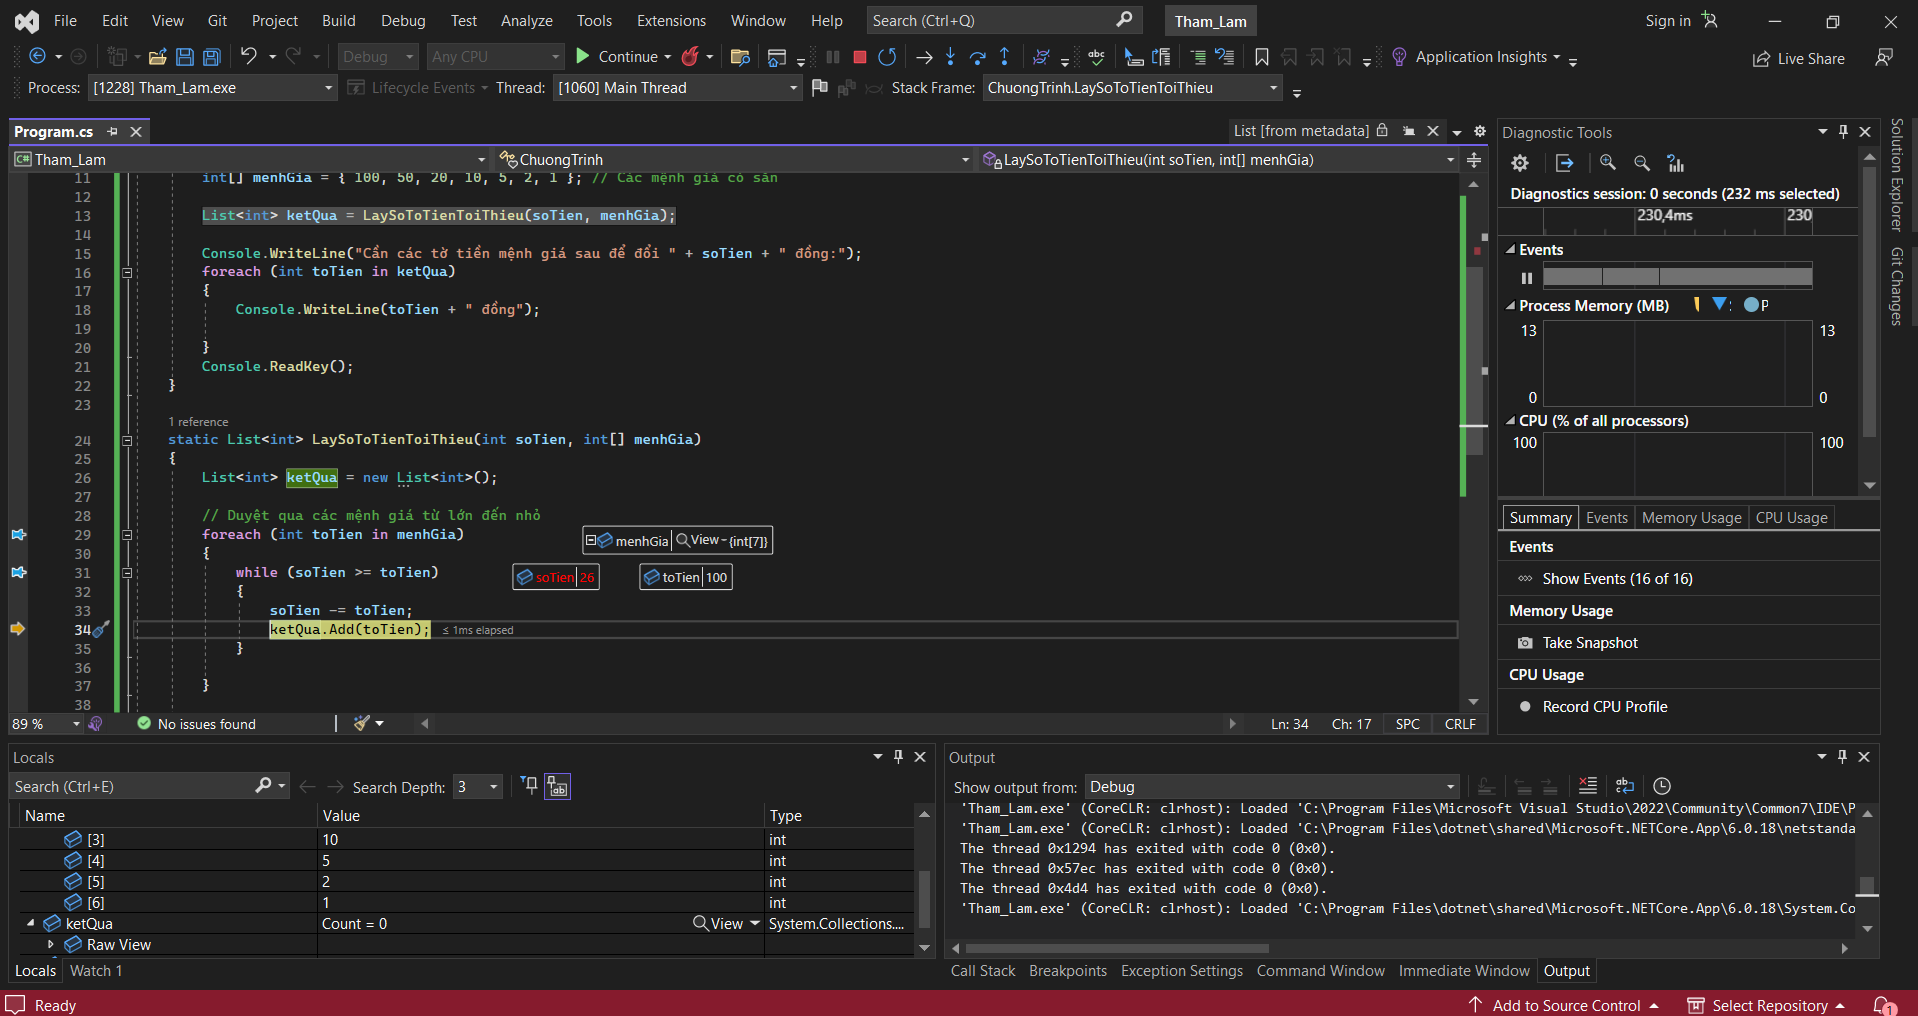 File Edit View Git Project Build Debug Test Analyze Tools Extensions Window Help Search (Ctrl+Q) Tham_Lam Sign in
Debug Any CPU Continue Application Insights Live Share
Process: [1228] Tham_Lam.exe Lifecycle Events Thread: [1060] Main Thread Stack Frame: ChuongTrinh.LaySoToTienToiThieu
Program.cs List [from metadata]
C# Tham_Lam ChuongTrinh LaySoToTienToiThieu(int soTien, int[] menhGia)
11 int[] menhGia = { 100, 50, 20, 10, 5, 2, 1 }; // Các mệnh giá có sẵn
12
13 List<int> ketQua = LaySoToTienToiThieu(soTien, menhGia);
14
15 Console.WriteLine("Cần các tờ tiền mệnh giá sau để đổi " + soTien + " đồng:");
16 foreach (int toTien in ketQua)
17 {
18 Console.WriteLine(toTien + " đồng");
19
20 }
21 Console.ReadKey();
22 }
23
1 reference
24 static List<int> LaySoToTienToiThieu(int soTien, int[] menhGia)
25 {
26 List<int> ketQua = new List<int>();
27
28 // Duyệt qua các mệnh giá từ lớn đến nhỏ
29 foreach (int toTien in menhGia) menhGia View {int[7]}
30 {
31 while (soTien >= toTien) soTien 26 toTien 100
32 {
33 soTien -= toTien;
34 ketQua.Add(toTien); ≤ 1ms elapsed
35 }
36
37 }
38
89 % No issues found Ln: 34 Ch: 17 SPC CRLF
Diagnostic Tools
Diagnostics session: 0 seconds (232 ms selected)
230,4ms 230
Events
Process Memory (MB) P
13 13
0 0
CPU (% of all processors)
100 100
Summary Events Memory Usage CPU Usage
Events
Show Events (16 of 16)
Memory Usage
Take Snapshot
CPU Usage
Record CPU Profile
Solution Explorer
Git Changes
Locals
Search (Ctrl+E) Search Depth: 3
Name Value Type
[3] 10 int
[4] 5 int
[5] 2 int
[6] 1 int
ketQua Count = 0 View System.Collections....
Raw View
Locals Watch 1
Output
Show output from: Debug
'Tham_Lam.exe' (CoreCLR: clrhost): Loaded 'C:\Program Files\Microsoft Visual Studio\2022\Community\Common7\IDE\P
'Tham_Lam.exe' (CoreCLR: clrhost): Loaded 'C:\Program Files\dotnet\shared\Microsoft.NETCore.App\6.0.18\netstanda
The thread 0x1294 has exited with code 0 (0x0).
The thread 0x57ec has exited with code 0 (0x0).
The thread 0x4d4 has exited with code 0 (0x0).
'Tham_Lam.exe' (CoreCLR: clrhost): Loaded 'C:\Program Files\dotnet\shared\Microsoft.NETCore.App\6.0.18\System.Co
Call Stack Breakpoints Exception Settings Command Window Immediate Window Output
Ready Add to Source Control Select Repository 1